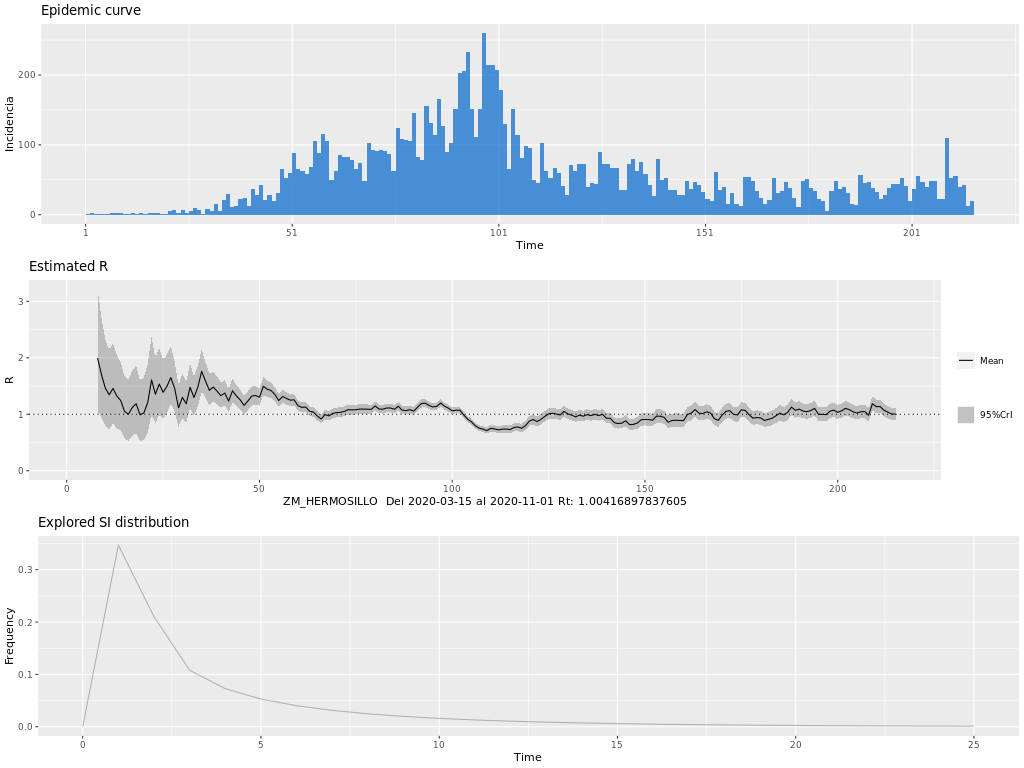 Epidemic curve
Incidencia
200
100
0
1 51 101 151 201
Time
Estimated R
R
3
2
1
0
0 50 100 150 200
Mean
95%CrI
ZM_HERMOSILLO Del 2020-03-15 al 2020-11-01 Rt: 1.00416897837605
Explored SI distribution
Frequency
0.3
0.2
0.1
0.0
0 5 10 15 20 25
Time